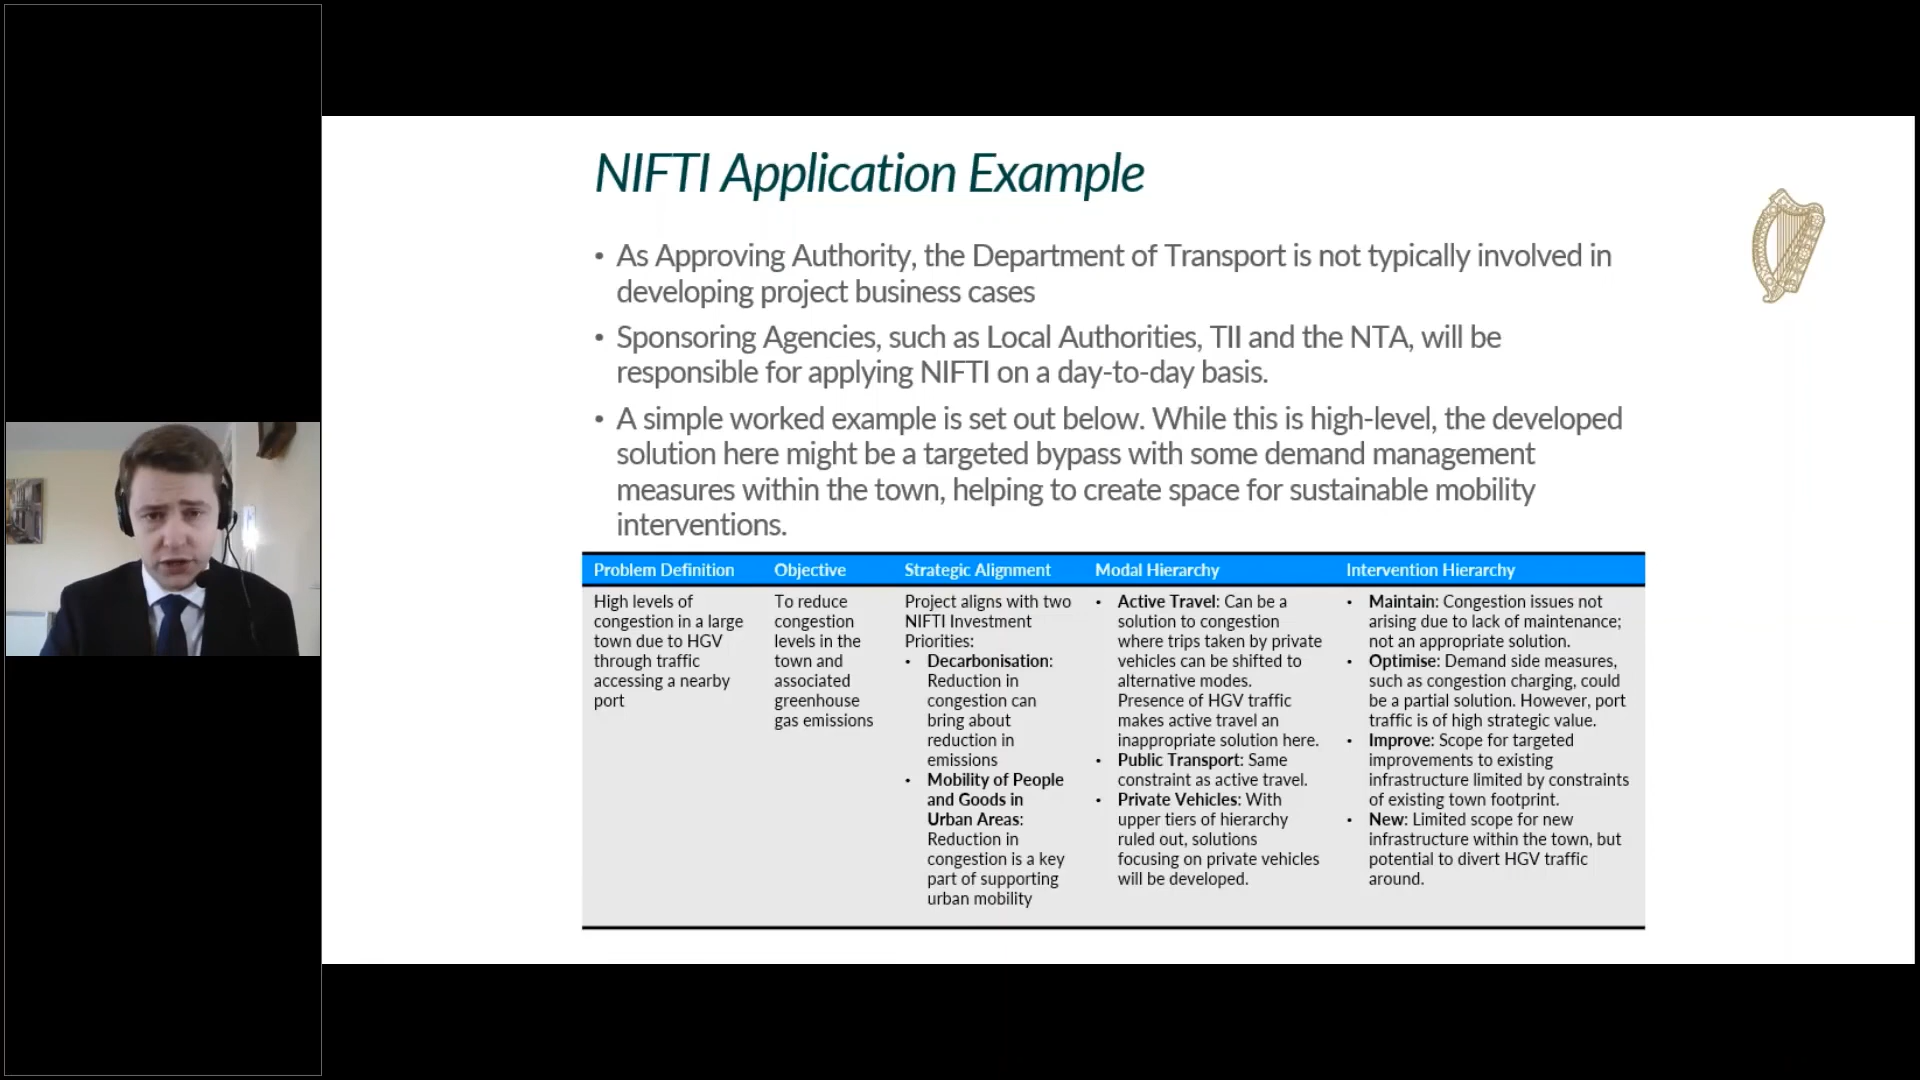 NIFTI Application Example
• As Approving Authority, the Department of Transport is not typically involved in
developing project business cases
• Sponsoring Agencies, such as Local Authorities, TII and the NTA, will be
responsible for applying NIFTI on a day-to-day basis.
• A simple worked example is set out below. While this is high-level, the developed
solution here might be a targeted bypass with some demand management
measures within the town, helping to create space for sustainable mobility
interventions.
Problem Definition
High levels of
congestion in a large
town due to HGV
through traffic
accessing a nearby
port
Objective
To reduce
congestion
levels in the
town and
associated
greenhouse
gas emissions
Strategic Alignment
Project aligns with two
NIFTI Investment
Priorities:
• Decarbonisation:
Reduction in
congestion can
bring about
reduction in
emissions
• Mobility of People
and Goods in
Urban Areas:
Reduction in
congestion is a key
part of supporting
urban mobility
Modal Hierarchy
• Active Travel: Can be a
solution to congestion
where trips taken by private
vehicles can be shifted to
alternative modes.
Presence of HGV traffic
makes active travel an
inappropriate solution here.
• Public Transport: Same
constraint as active travel.
• Private Vehicles: With
upper tiers of hierarchy
ruled out, solutions
focusing on private vehicles
will be developed.
Intervention Hierarchy
• Maintain: Congestion issues not
arising due to lack of maintenance;
not an appropriate solution.
• Optimise: Demand side measures,
such as congestion charging, could
be a partial solution. However, port
traffic is of high strategic value.
• Improve: Scope for targeted
improvements to existing
infrastructure limited by constraints
of existing town footprint.
• New: Limited scope for new
infrastructure within the town, but
potential to divert HGV traffic
around.